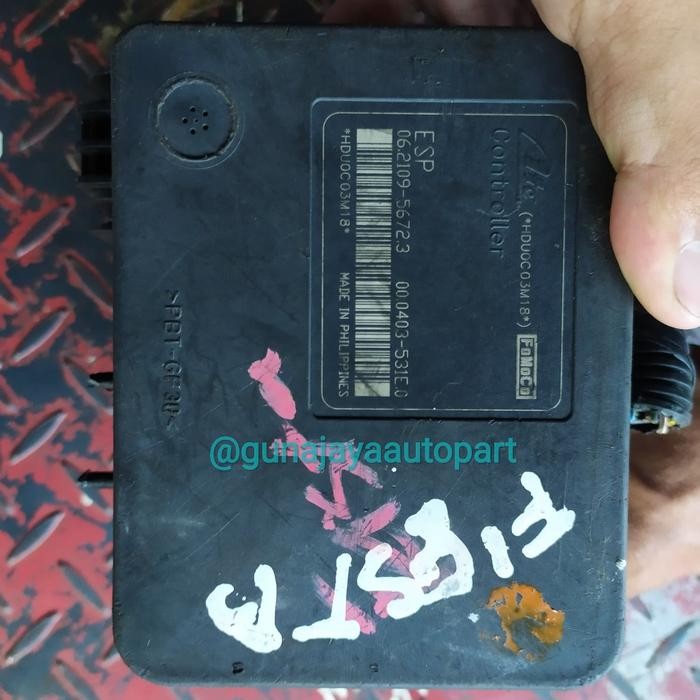 Ate (*HDUOC03M18*) FoMoCo
Controller
ESP
06.2109-5672.3 00.0403-531E.0
*HDUOC03M18* MADE IN PHILIPPINES
>PBT-GF30<
@gunajayaautopart
FIESTA